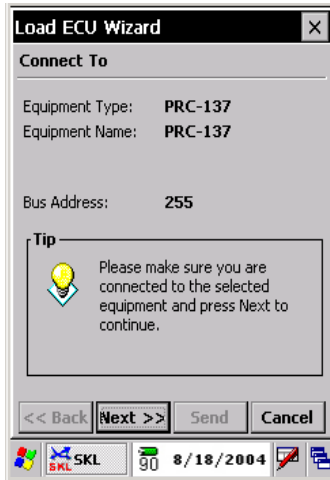 Load ECU Wizard
Connect To
Equipment Type: PRC-137
Equipment Name: PRC-137
Bus Address: 255
Tip
Please make sure you are
connected to the selected
equipment and press Next to
continue.
<< Back Next >> Send Cancel
SKL SKL 90 8/18/2004